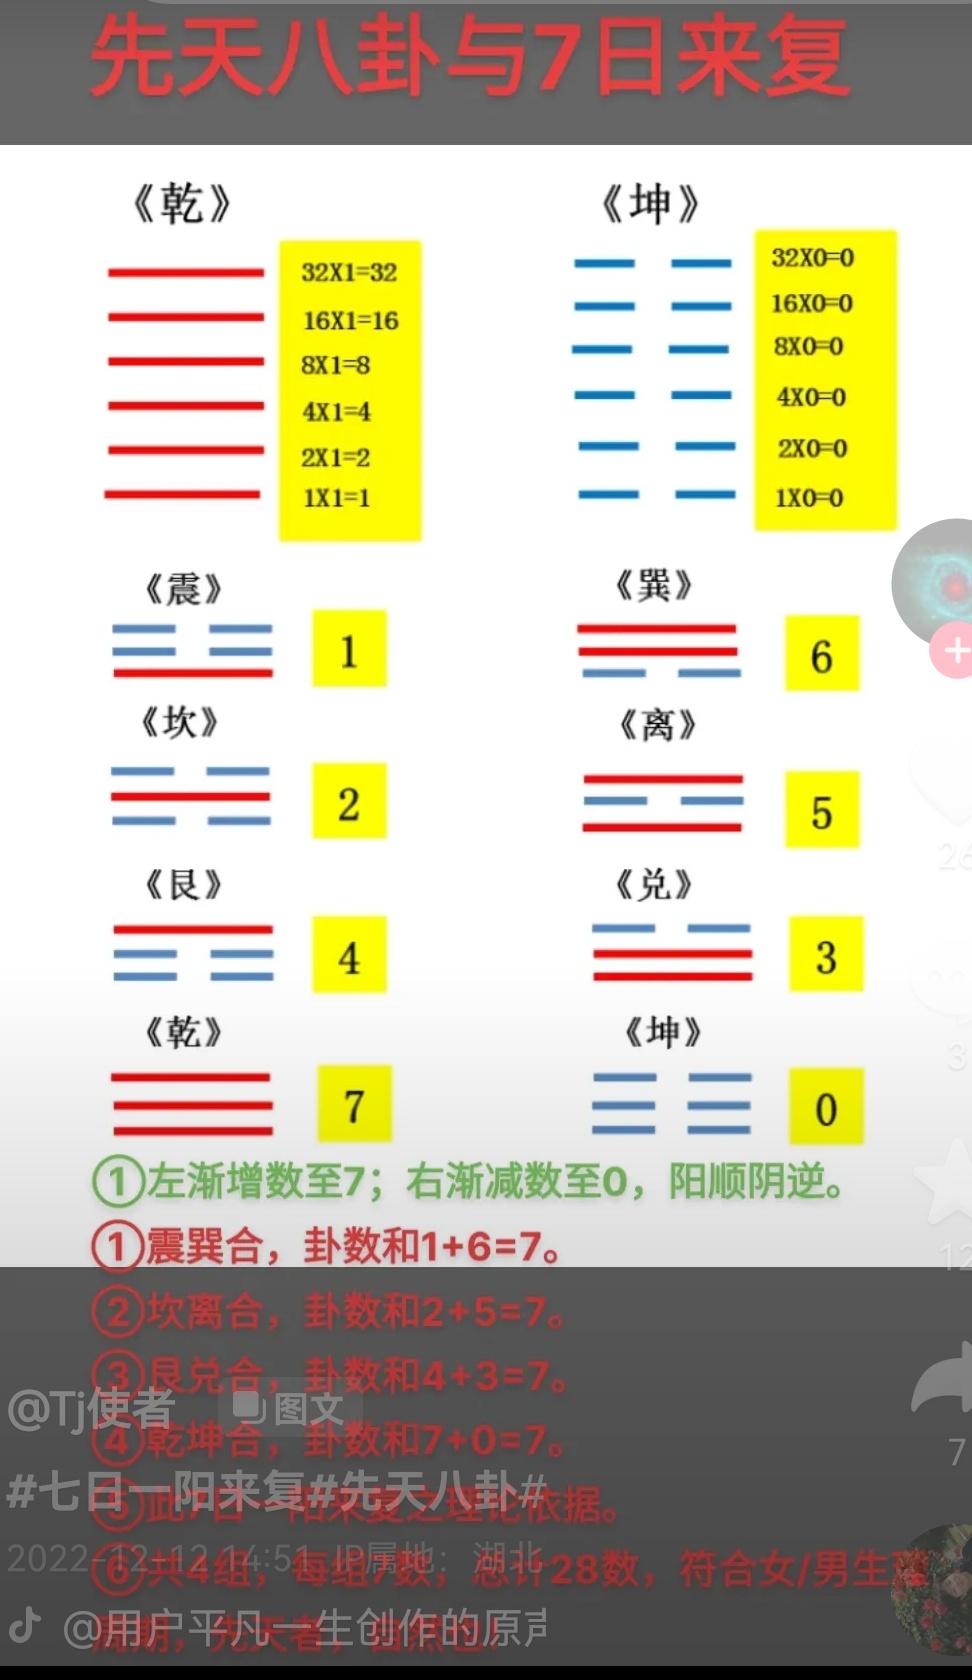 先天八卦与7日来复
《乾》
《坤》
32X1=32
16X1=16
8X1=8
4X1=4
2X1=2
1X1=1
32X0=0
16X0=0
8X0=0
4X0=0
2X0=0
1X0=0
《震》
1
《巽》
6
《坎》
2
《离》
5
《艮》
4
《兑》
3
《乾》
7
《坤》
0
①左渐增数至7；右渐减数至0，阳顺阴逆。
①震巽合，卦数和1+6=7。
②坎离合，卦数和2+5=7。
③艮兑合，卦数和4+3=7。
④乾坤合，卦数和7+0=7。
⑤此7日一阳来复之理论依据。
⑥共4组，每组7数，总计28数，符合女/男生理
周期，先天者，
@Tj使者
图文
#七日一阳来复#先天八卦#
2022-12-12 14:51 IP属地：湖北
@用户平凡一生创作的原声
26
3
12
7